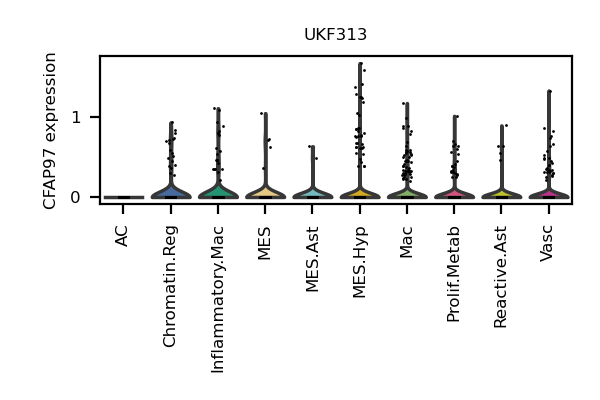 UKF313
CFAP97 expression
1
0
AC
Chromatin.Reg
Inflammatory.Mac
MES
MES.Ast
MES.Hyp
Mac
Prolif.Metab
Reactive.Ast
Vasc